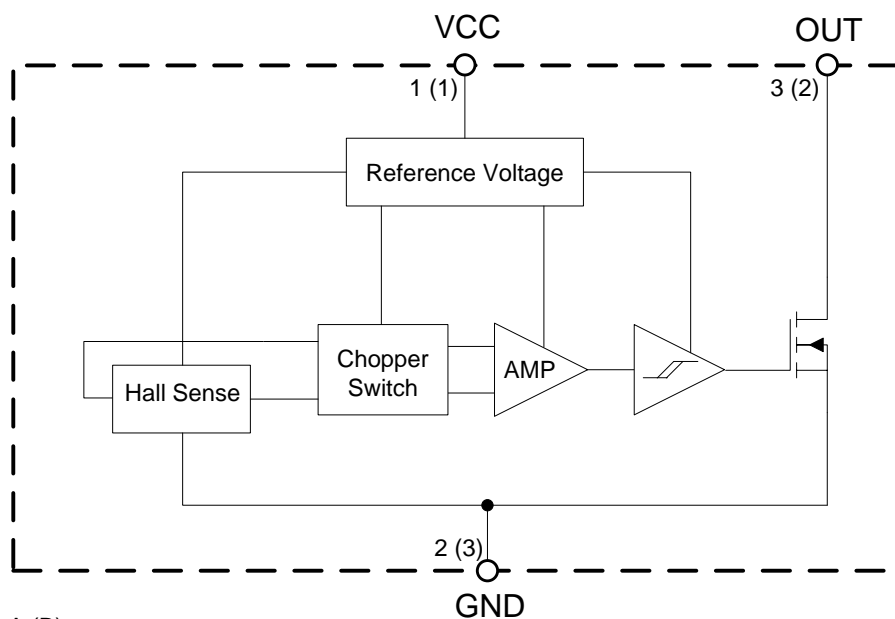 VCC
OUT
1 (1)
3 (2)
Reference Voltage
Chopper
Switch
AMP
Hall Sense
2 (3)
GND